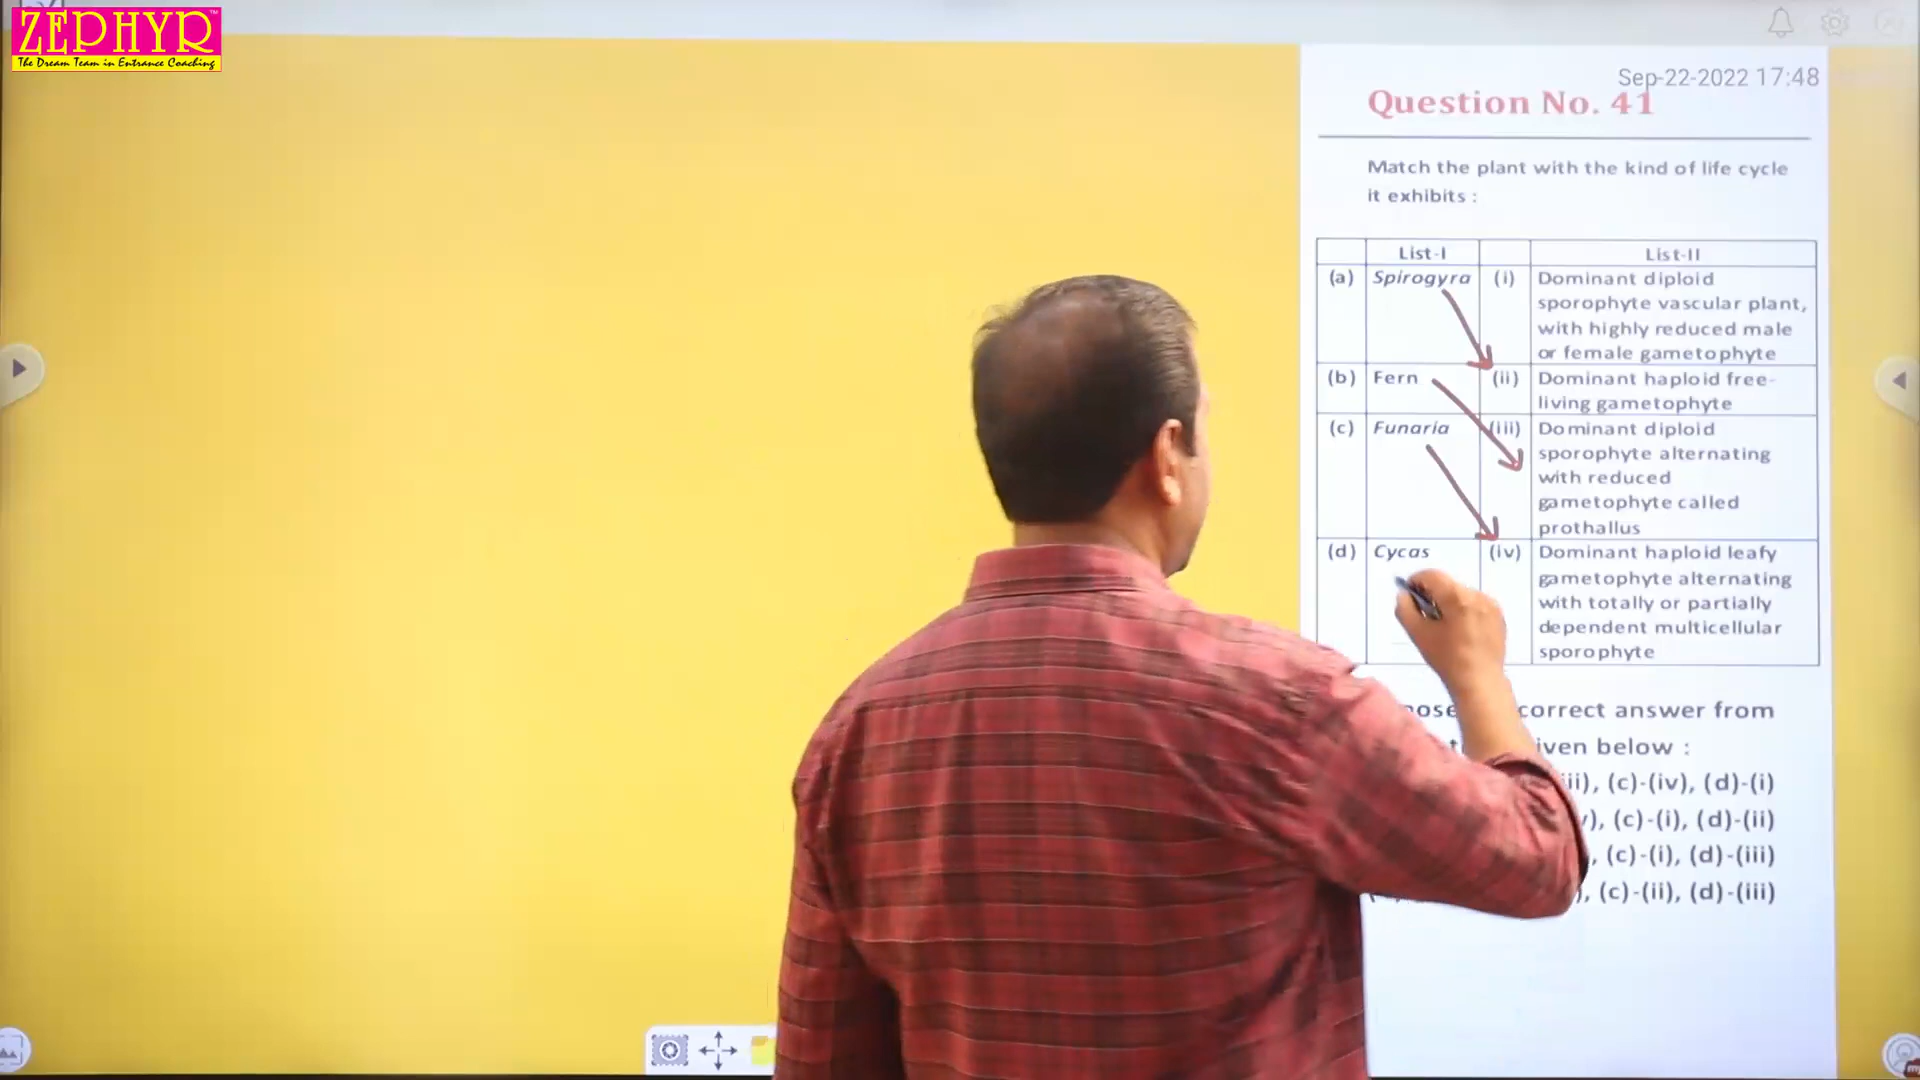 ZEPHYR™
The Dream Team in Entrance Coaching
Sep-22-2022 17:48
Question No. 41
Match the plant with the kind of life cycle
it exhibits :
List-I List-II
(a) Spirogyra (i) Dominant diploid
sporophyte vascular plant,
with highly reduced male
or female gametophyte
(b) Fern (ii) Dominant haploid free-
living gametophyte
(c) Funaria (iii) Dominant diploid
sporophyte alternating
with reduced
gametophyte called
prothallus
(d) Cycas (iv) Dominant haploid leafy
gametophyte alternating
with totally or partially
dependent multicellular
sporophyte
correct answer from
below :
(c)-(iv), (d)-(i)
(c)-(i), (d)-(ii)
(c)-(i), (d)-(iii)
(c)-(ii), (d)-(iii)